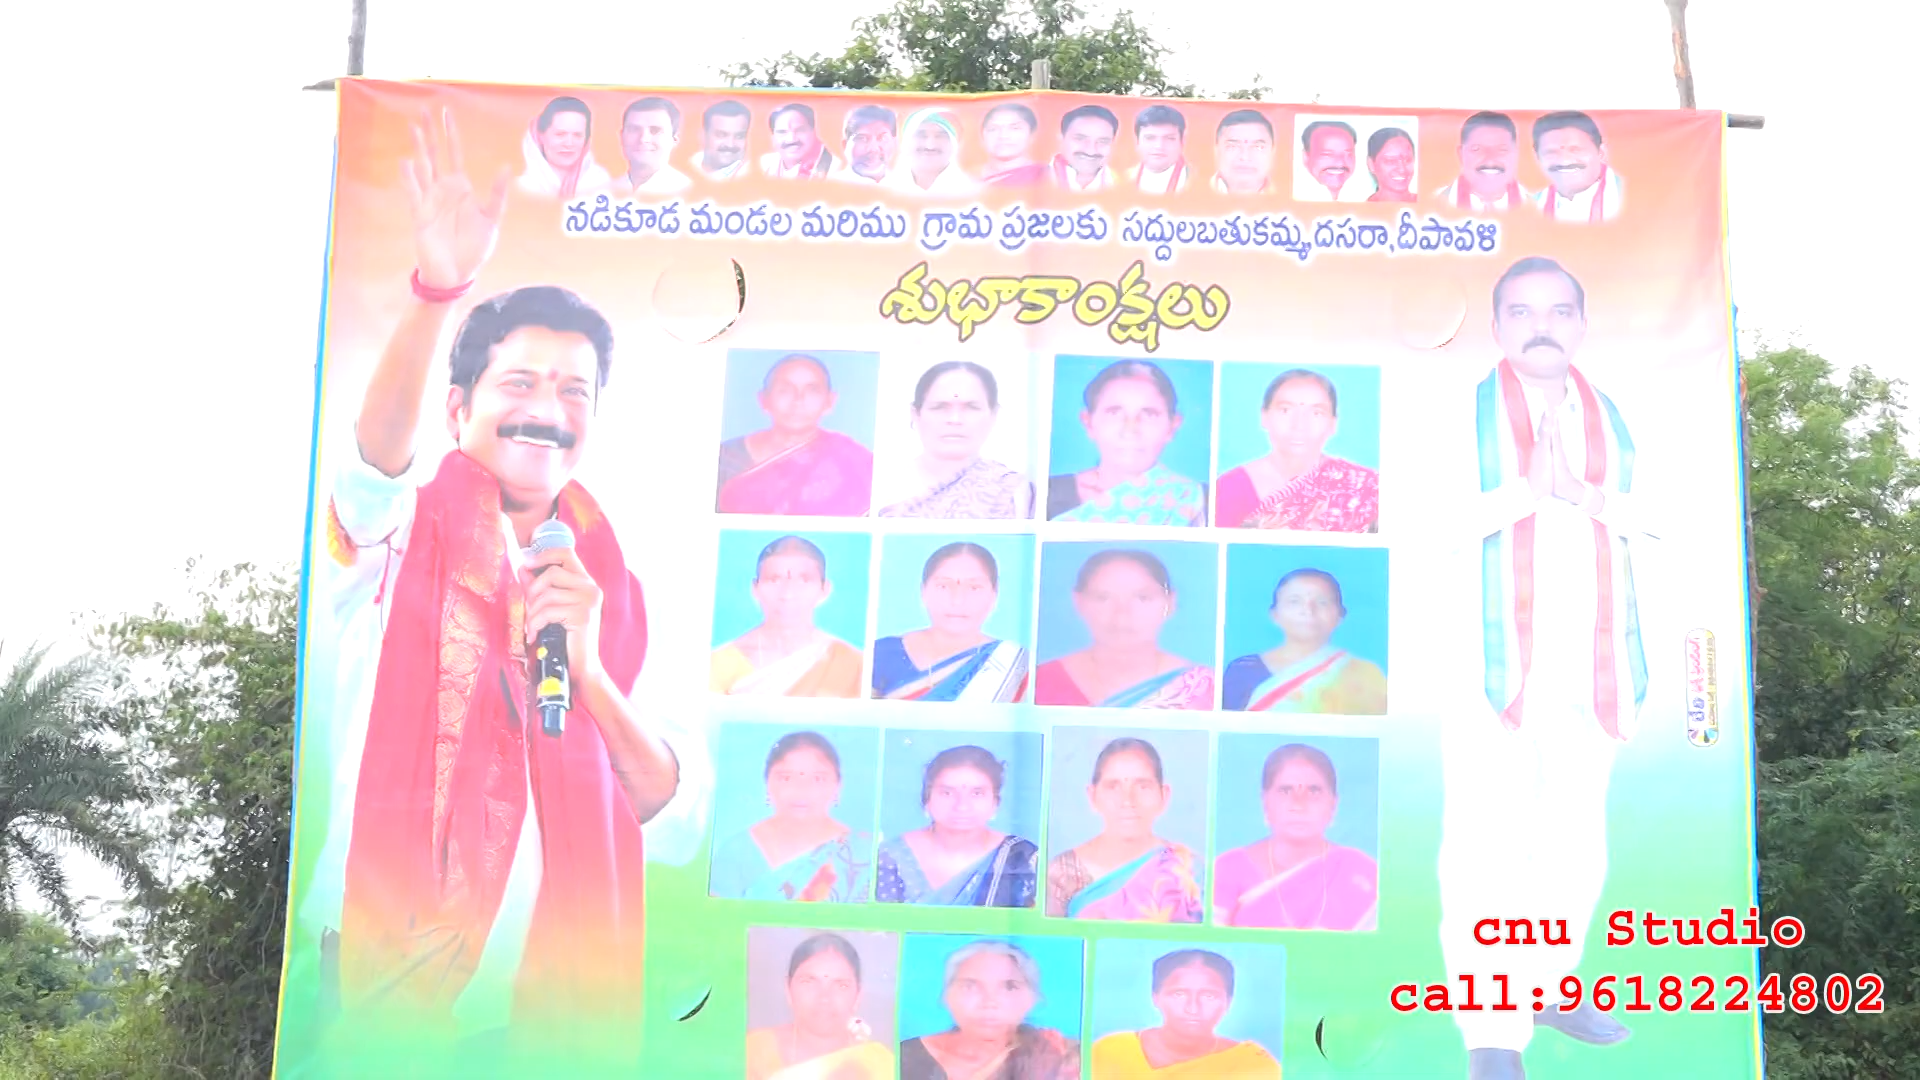 నడికూడ మండల మరిము గ్రామ ప్రజలకు సద్దులబతుకమ్మ,దసరా,దీపావళి
శుభాకాంక్షలు
cnu Studio
call:9618224802